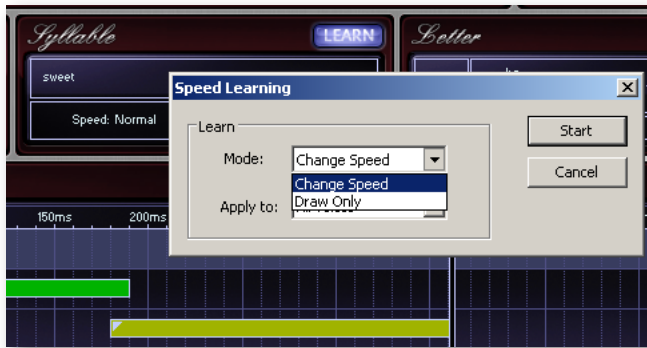 Syllable
LEARN
Letter
sweet
Speed: Normal
Speed Learning
Learn
Mode:
Change Speed
Change Speed
Draw Only
Apply to:
Start
Cancel
150ms
200ms